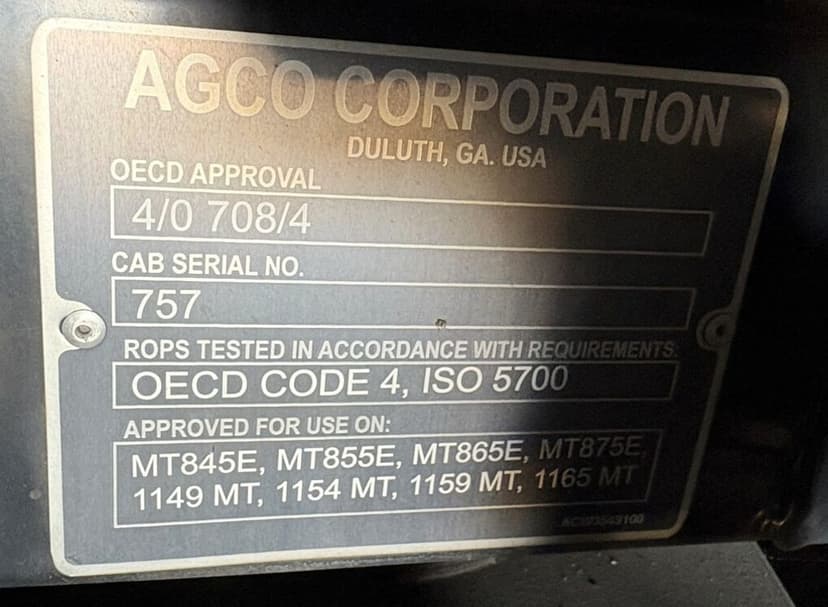 AGCO CORPORATION
DULUTH, GA. USA
OECD APPROVAL
4/0 708/4
CAB SERIAL NO.
757
ROPS TESTED IN ACCORDANCE WITH REQUIREMENTS:
OECD CODE 4, ISO 5700
APPROVED FOR USE ON:
MT845E, MT855E, MT865E, MT875E,
1149 MT, 1154 MT, 1159 MT, 1165 MT